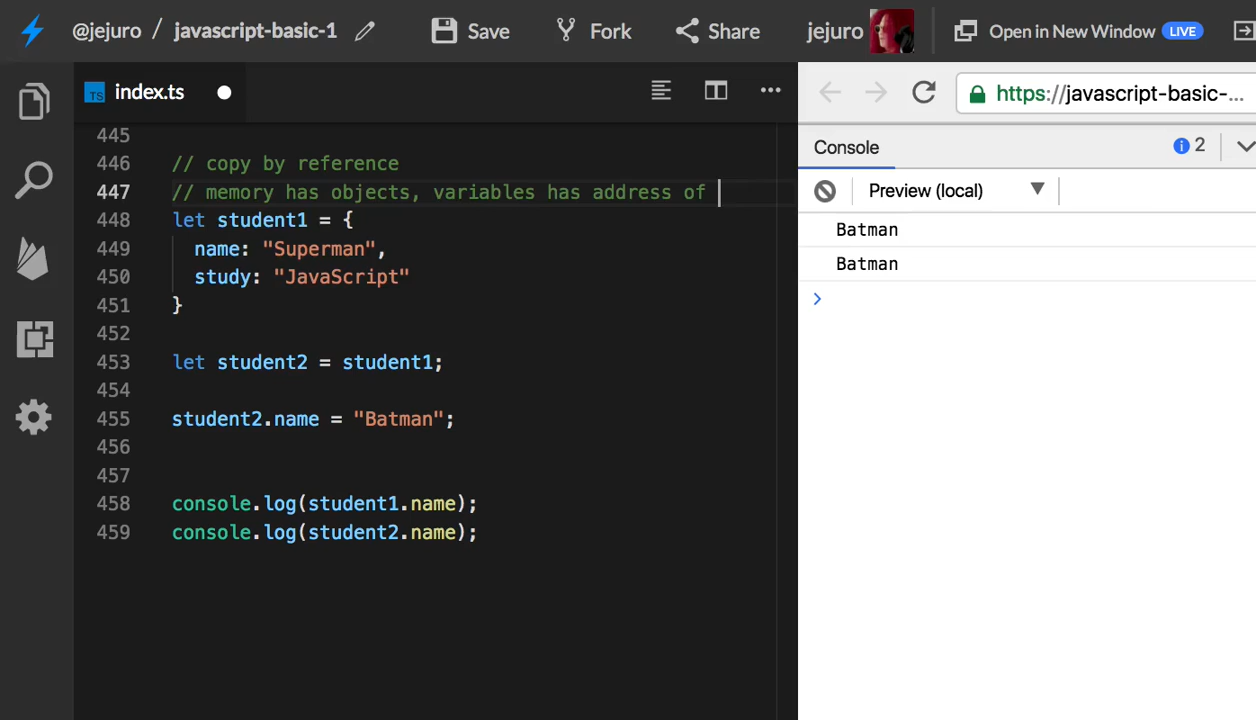 @jejuro / javascript-basic-1 Save Fork Share jejuro Open in New Window LIVE
TS index.ts
https://javascript-basic-...
Console 2
Preview (local)
Batman
Batman
>
445
446 // copy by reference
447 // memory has objects, variables has address of
448 let student1 = {
449 name: "Superman",
450 study: "JavaScript"
451 }
452
453 let student2 = student1;
454
455 student2.name = "Batman";
456
457
458 console.log(student1.name);
459 console.log(student2.name);